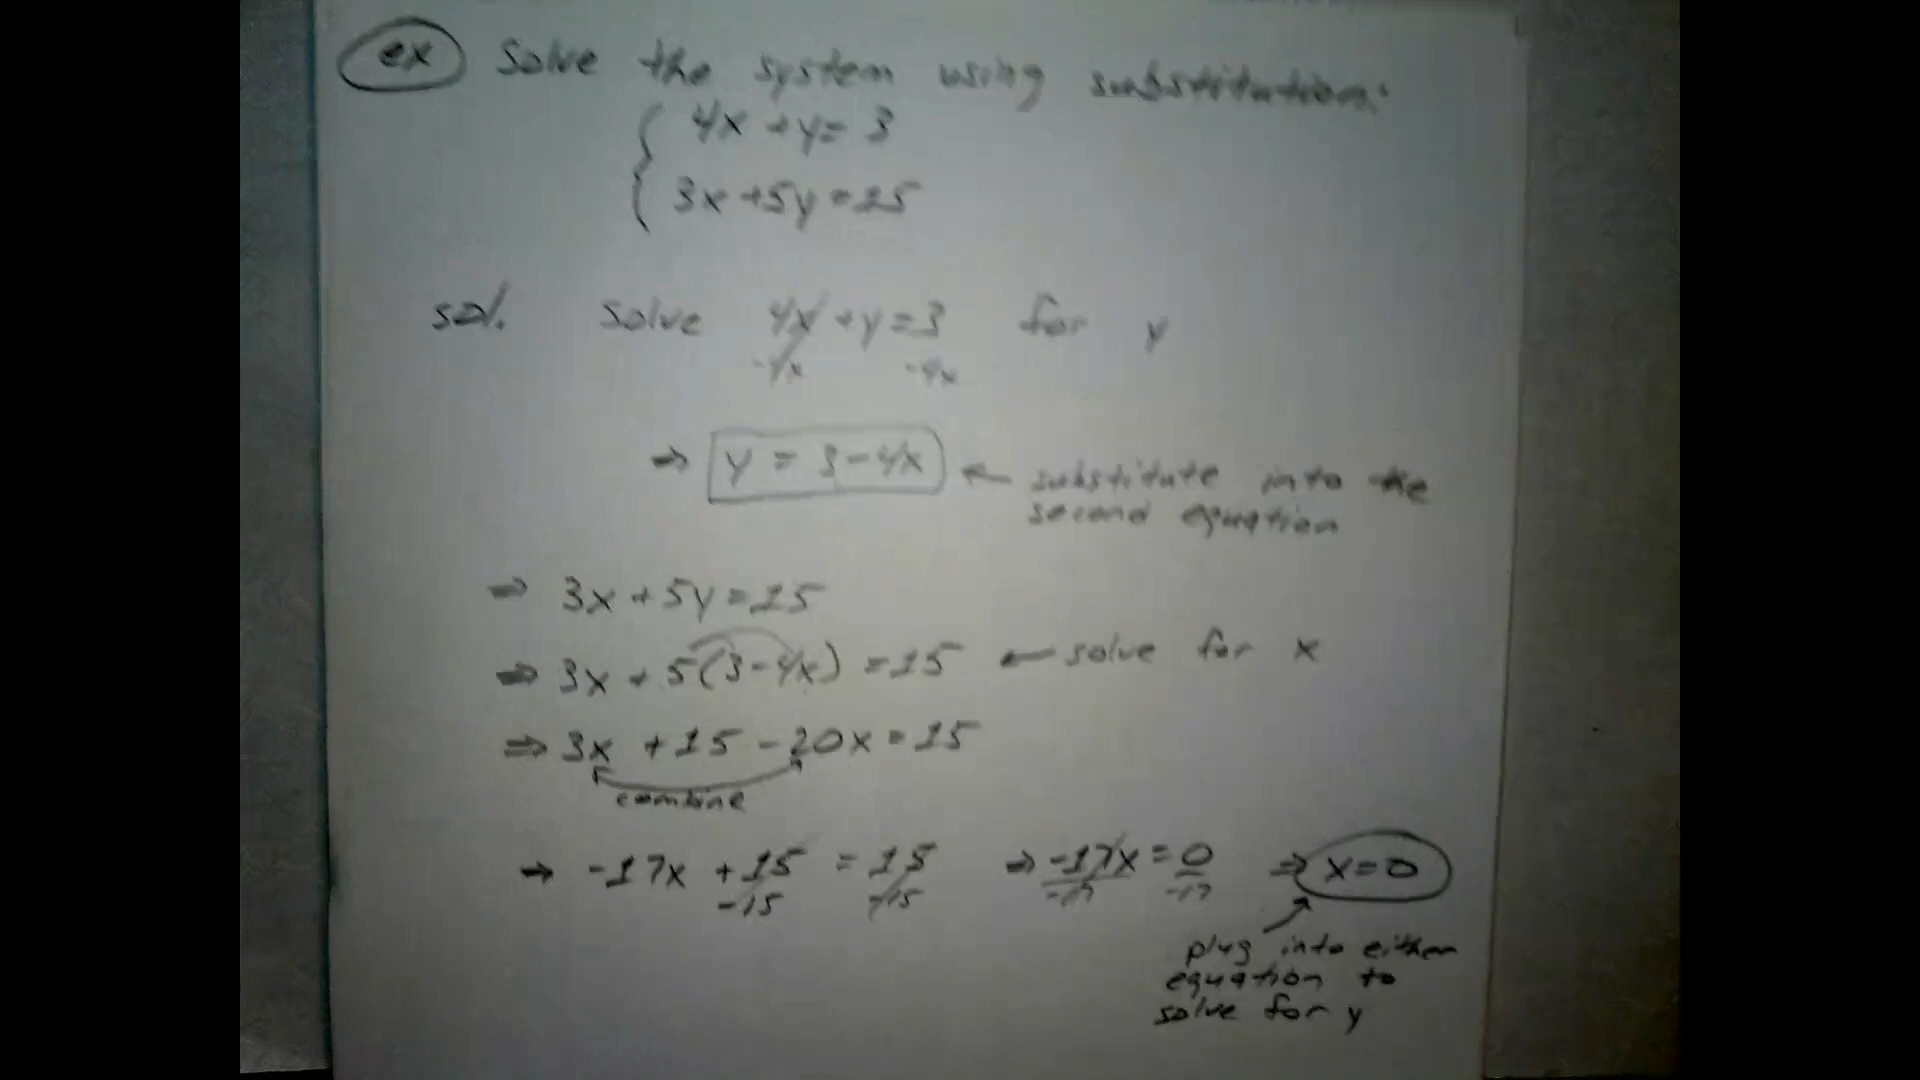 ex Solve the system using substitution:
4x + y = 3
3x + 5y = 15
sol. solve 4x + y = 3 for y
-4x -4x
⇒ y = 3 - 4x ← substitute into the
second equation
⇒ 3x + 5y = 15
⇒ 3x + 5(3 - 4x) = 15 ← solve for x
⇒ 3x + 15 - 20x = 15
combine
⇒ -17x + 15 = 15 ⇒ -17x = 0 ⇒ x = 0
-15 -15 -17 -17
plug into either
equation to
solve for y